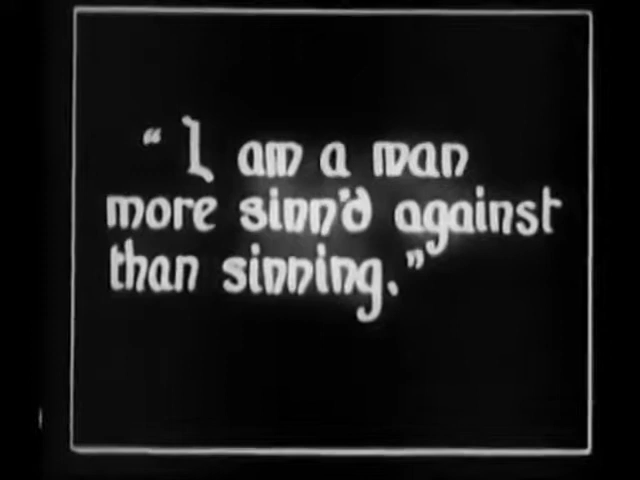 “I am a man
more sinn'd against
than sinning.”